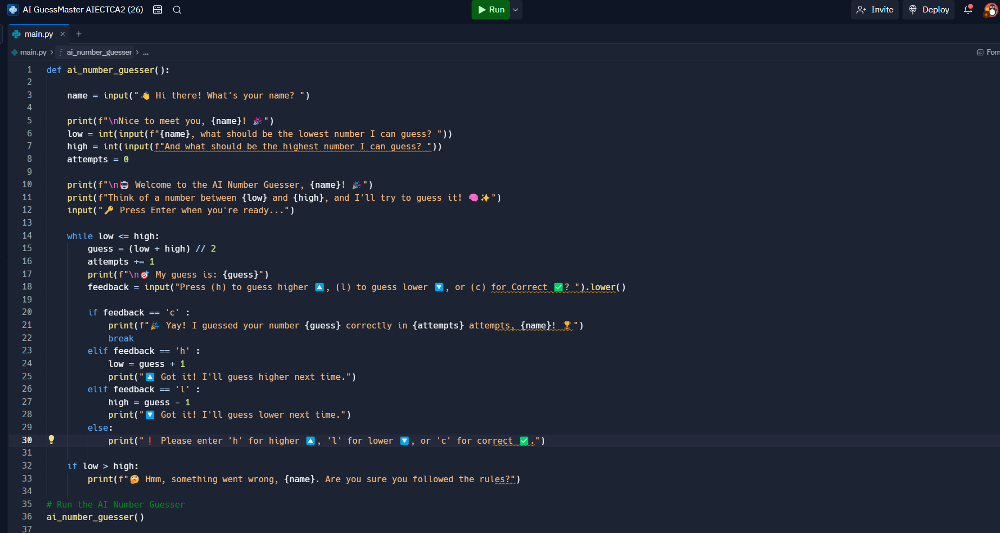 AI GuessMaster AIECTCA2 (26)
Run
Invite
Deploy
main.py × +
main.py > ƒ ai_number_guesser > ...
Form
1 def ai_number_guesser():
2
3     name = input("👋 Hi there! What's your name? ")
4
5     print(f"\nNice to meet you, {name}! 🎉")
6     low = int(input(f"{name}, what should be the lowest number I can guess? "))
7     high = int(input(f"And what should be the highest number I can guess? "))
8     attempts = 0
9
10     print(f"\n🤖 Welcome to the AI Number Guesser, {name}! 🎉")
11     print(f"Think of a number between {low} and {high}, and I'll try to guess it! 🧠✨")
12     input("🔑 Press Enter when you're ready...")
13
14     while low <= high:
15         guess = (low + high) // 2
16         attempts += 1
17         print(f"\n🎯 My guess is: {guess}")
18         feedback = input("Press (h) to guess higher 🔼, (l) to guess lower 🔽, or (c) for Correct ✅? ").lower()
19
20         if feedback == 'c' :
21             print(f"🎉 Yay! I guessed your number {guess} correctly in {attempts} attempts, {name}! 🏆")
22             break
23         elif feedback == 'h' :
24             low = guess + 1
25             print("🔼 Got it! I'll guess higher next time.")
26         elif feedback == 'l' :
27             high = guess - 1
28             print("🔽 Got it! I'll guess lower next time.")
29         else:
30             print("❗ Please enter 'h' for higher 🔼, 'l' for lower 🔽, or 'c' for correct ✅.")
31
32     if low > high:
33         print(f"🤔 Hmm, something went wrong, {name}. Are you sure you followed the rules?")
34
35 # Run the AI Number Guesser
36 ai_number_guesser()
37